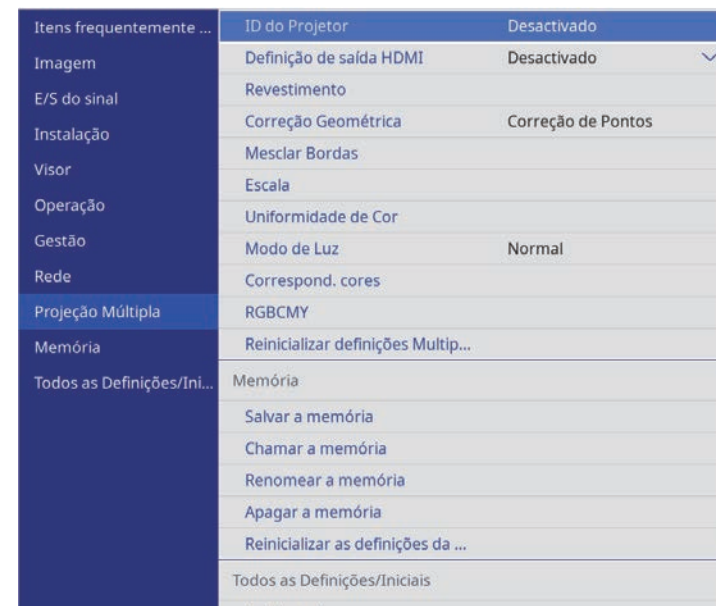 Itens frequentemente ...
Imagem
E/S do sinal
Instalação
Visor
Operação
Gestão
Rede
Projeção Múltipla
Memória
Todos as Definições/Ini...
ID do Projetor Desactivado
Definição de saída HDMI Desactivado
Revestimento
Correção Geométrica Correção de Pontos
Mesclar Bordas
Escala
Uniformidade de Cor
Modo de Luz Normal
Correspond. cores
RGBCMY
Reinicializar definições Multip...
Memória
Salvar a memória
Chamar a memória
Renomear a memória
Apagar a memória
Reinicializar as definições da ...
Todos as Definições/Iniciais